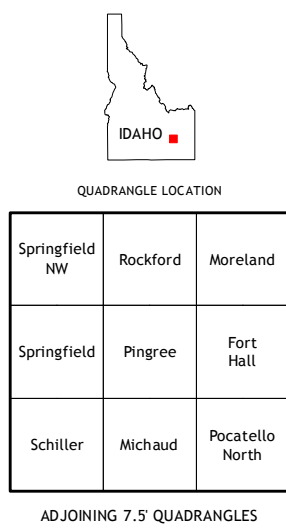 IDAHO
QUADRANGLE LOCATION
Springfield
NW
Rockford
Moreland
Springfield
Pingree
Fort
Hall
Schiller
Michaud
Pocatello
North
ADJOINING 7.5' QUADRANGLES